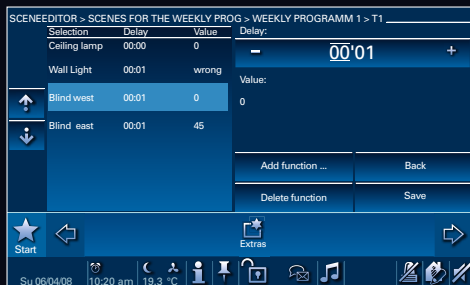 SCENEEDITOR > SCENES FOR THE WEEKLY PROG > WEEKLY PROGRAMM 1 > T1
Selection Delay Value
Ceiling lamp 00:00 0
Wall Light 00:01 wrong
Blind west 00:01 0
Blind east 00:01 45
Delay:
- 00'01 +
Value:
0
Add function ... Back
Delete function Save
Start
Extras
Su 06/04/08 10:20 am 19.3 °C